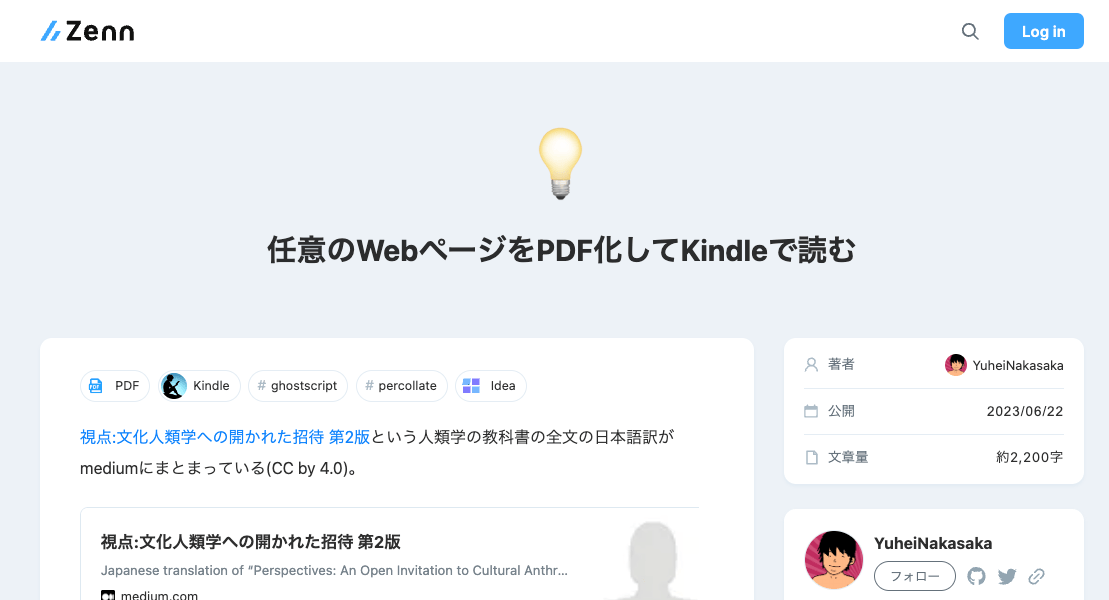 Zenn
Log in
任意のWebページをPDF化してKindleで読む
PDF
Kindle
# ghostscript
# percollate
Idea
視点:文化人類学への開かれた招待 第2版という人類学の教科書の全文の日本語訳が
mediumにまとまっている(CC by 4.0)。
視点:文化人類学への開かれた招待 第2版
Japanese translation of “Perspectives: An Open Invitation to Cultural Anthr...
medium.com
著者
YuheiNakasaka
公開
2023/06/22
文章量
約2,200字
YuheiNakasaka
フォロー